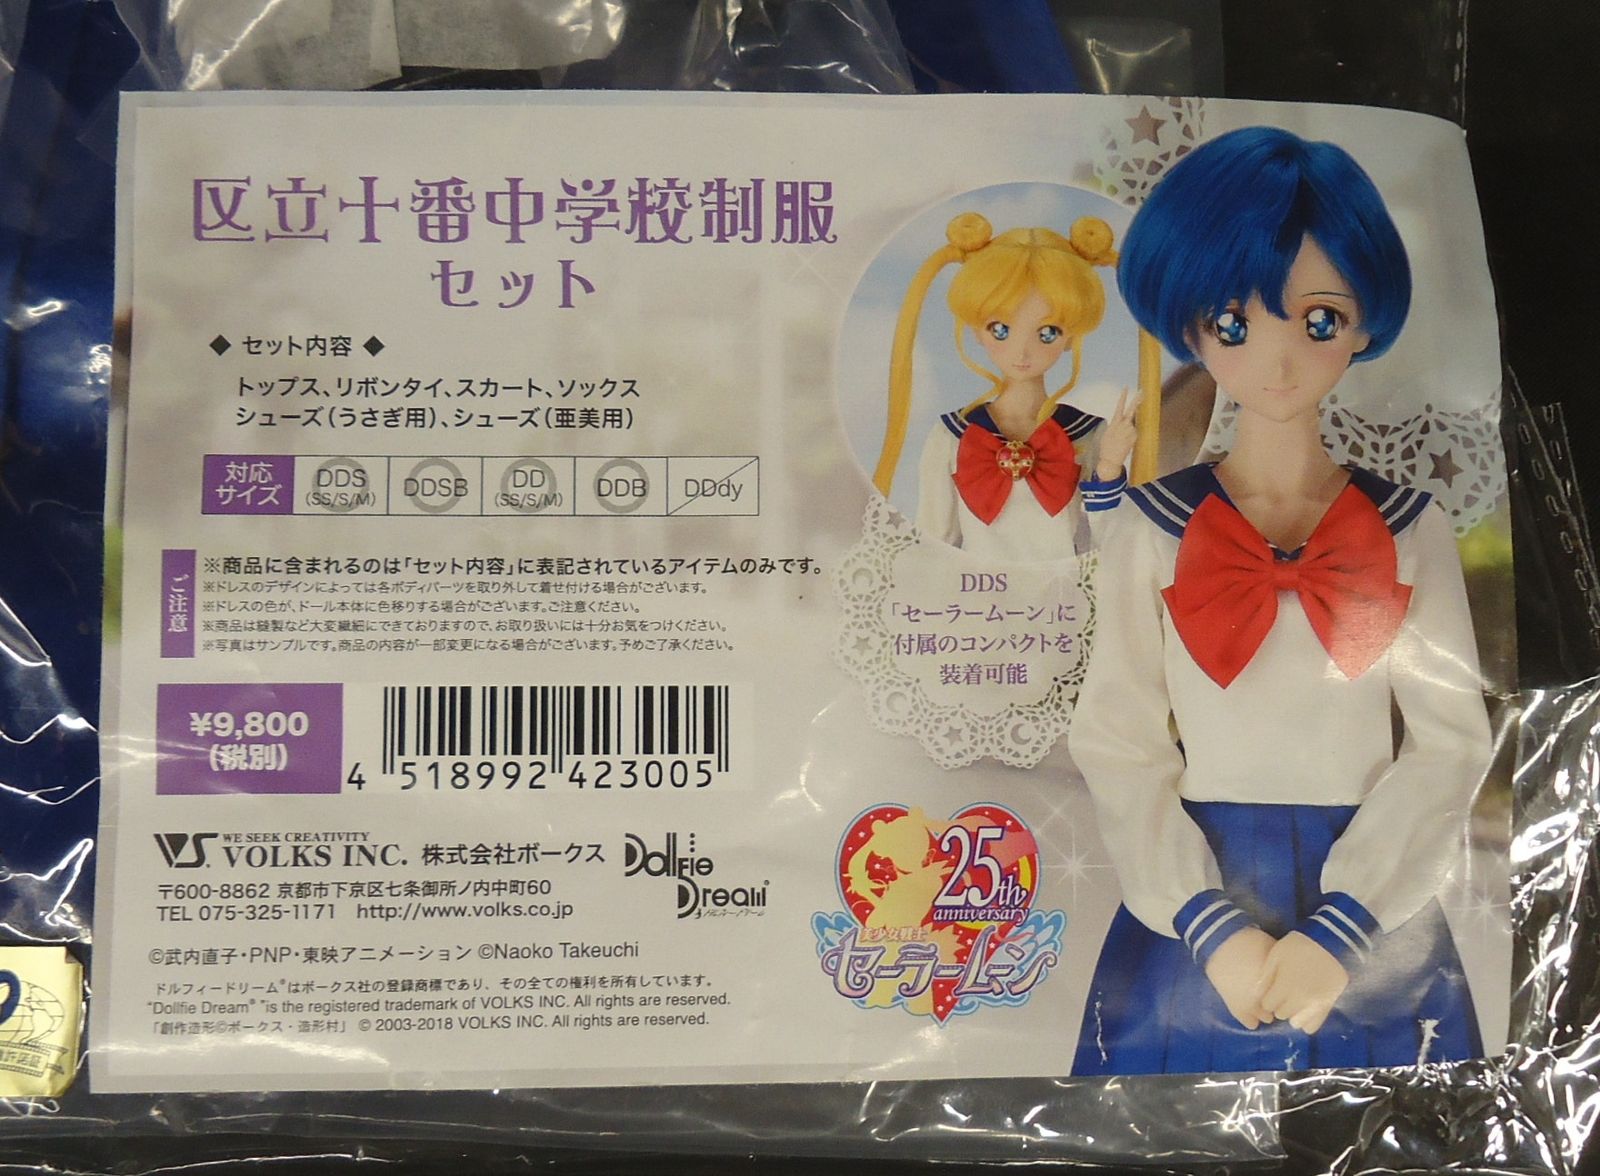 区立十番中学校制服
セット
◆ セット内容 ◆
トップス、リボンタイ、スカート、ソックス
シューズ(うさぎ用)、シューズ(亜美用)
対応
サイズ
DDS
(SS/S/M)
DDSB
DD
(SS/S/M)
DDB
DDdy
ご注意
※商品に含まれるのは「セット内容」に表記されているアイテムのみです。
※ドレスのデザインによっては各ボディパーツを取り外して着せ付ける場合がございます。
※ドレスの色が、ドール本体に色移りする場合がございます。ご注意ください。
※商品は縫製など大変繊細にできておりますので、お取り扱いには十分お気をつけください。
※写真はサンプルです。商品の内容が一部変更になる場合がございます。予めご了承ください。
¥9,800
(税別)
4 518992 423005
DDS
「セーラームーン」に
付属のコンパクトを
装着可能
VS. WE SEEK CREATIVITY
VOLKS INC. 株式会社ボークス
Dollfie
Dream®
ドルフィードリーム
〒600-8862 京都市下京区七条御所ノ内中町60
TEL 075-325-1171 http://www.volks.co.jp
©武内直子・PNP・東映アニメーション ©Naoko Takeuchi
ドルフィードリーム®はボークス社の登録商標であり、その全ての権利を所有しています。
"Dollfie Dream® "is the registered trademark of VOLKS INC. All rights are reserved.
「創作造形©ボークス・造形村」 © 2003-2018 VOLKS INC. All rights are reserved.
25th
anniversary
美少女戦士
セーラームーン